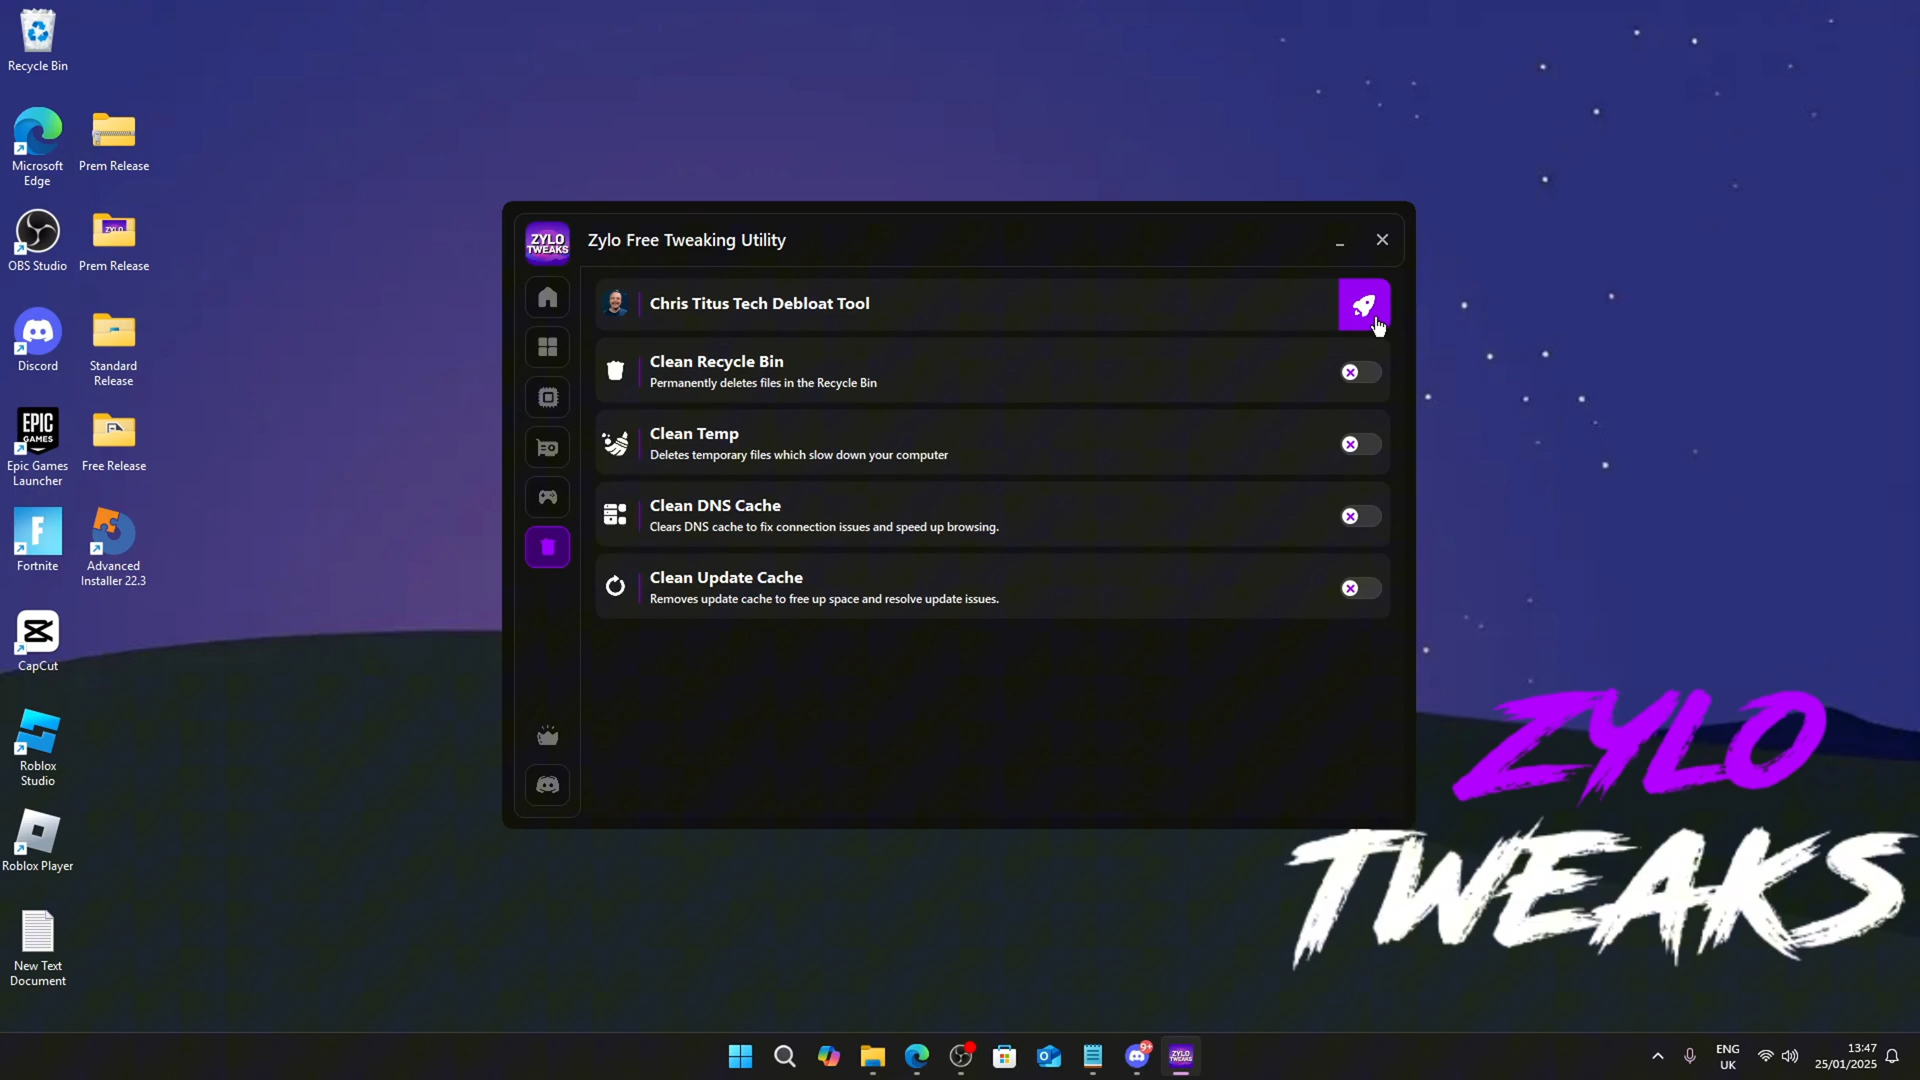 Recycle Bin
Microsoft
Edge
Prem Release
OBS Studio
Prem Release
Discord
Standard
Release
EPIC
GAMES
Epic Games
Launcher
Free Release
Fortnite
Advanced
Installer 22.3
CapCut
Roblox
Studio
Roblox Player
New Text
Document
ZYLO
TWEAKS
Zylo Free Tweaking Utility
Chris Titus Tech Debloat Tool
Clean Recycle Bin
Permanently deletes files in the Recycle Bin
Clean Temp
Deletes temporary files which slow down your computer
Clean DNS Cache
Clears DNS cache to fix connection issues and speed up browsing.
Clean Update Cache
Removes update cache to free up space and resolve update issues.
ZYLO
TWEAKS
9+
ZYLO
TWEAKS
ENG
UK
13:47
25/01/2025